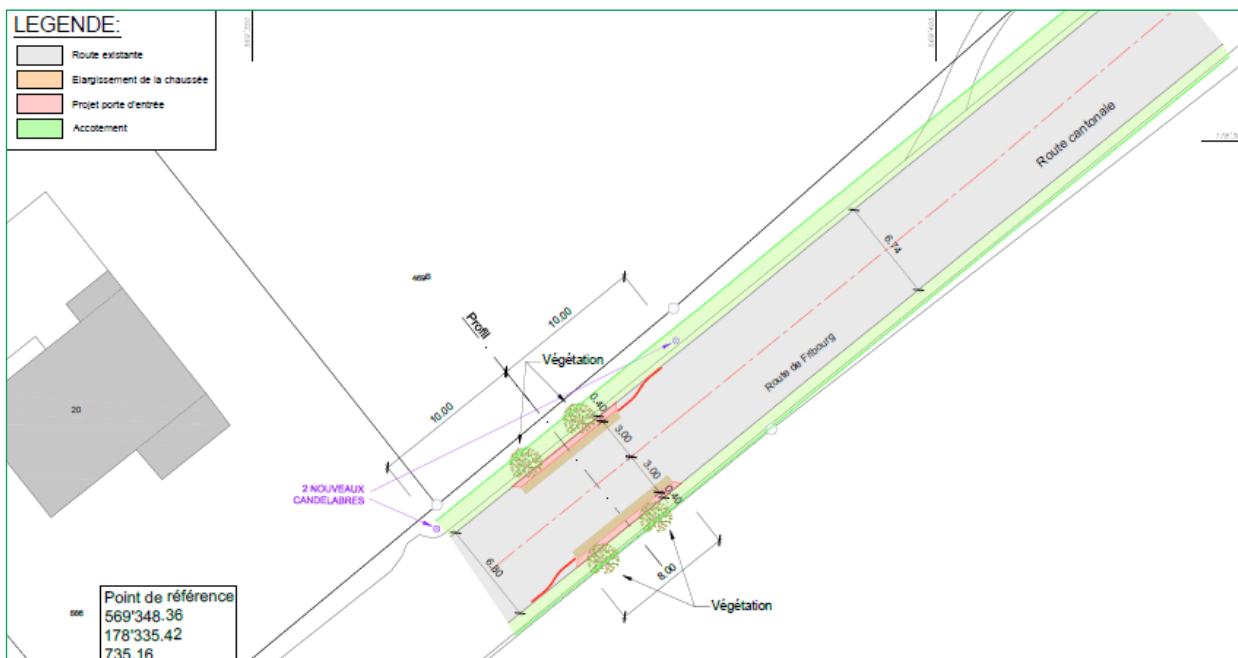 LEGENDE:
Route existante
Elargissement de la chaussée
Projet porte d'entrée
Accotement
Route cantonale
6.74
Route de Fribourg
Profil
10.00
10.00
Végétation
0.40
3.00
3.00
0.40
20
2 NOUVEAUX
CANDELABRES
6.80
8.00
Végétation
Point de référence
569'348.36
178'335.42
735.16